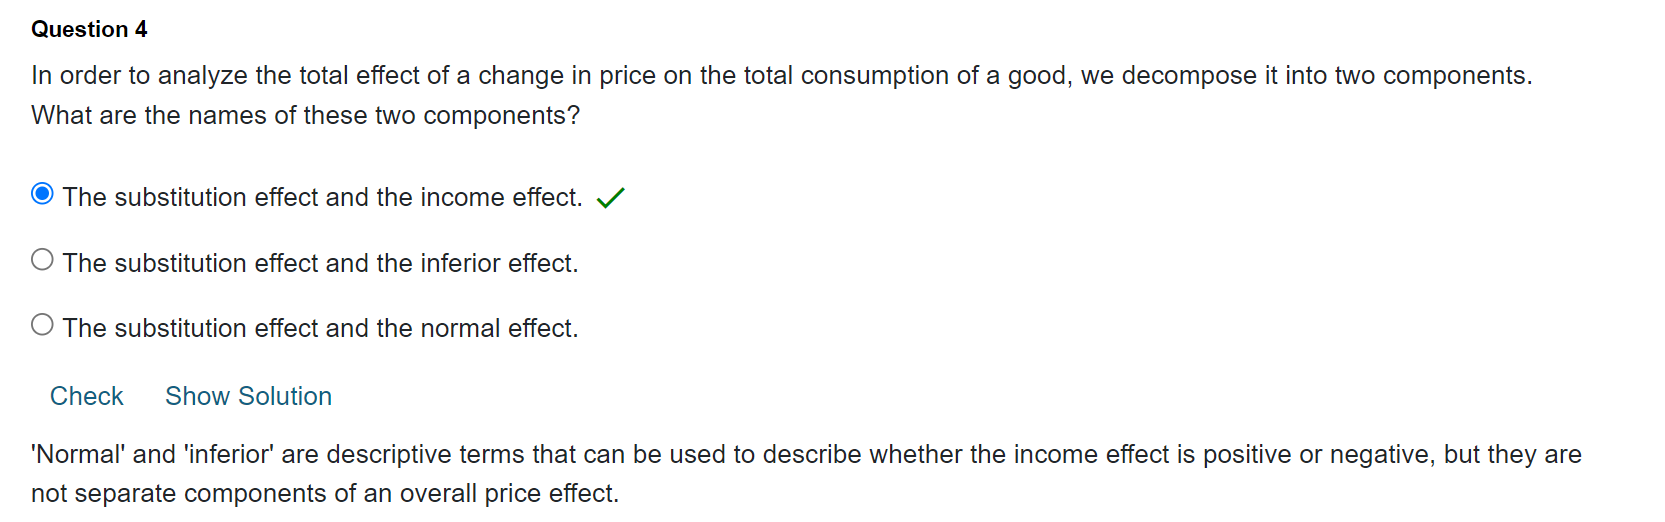 Question 4
In order to analyze the total effect of a change in price on the total consumption of a good, we decompose it into two components.
What are the names of these two components?
The substitution effect and the income effect.
The substitution effect and the inferior effect.
The substitution effect and the normal effect.
Check Show Solution
'Normal' and 'inferior' are descriptive terms that can be used to describe whether the income effect is positive or negative, but they are
not separate components of an overall price effect.